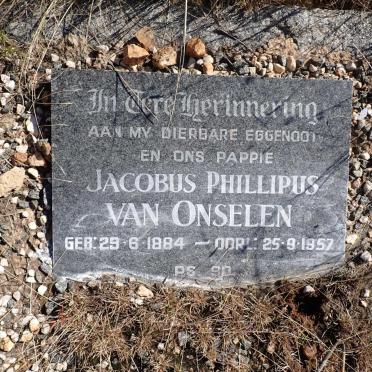 In Tere Herinnering
AAN MY DIERBARE EGGENOOT
EN ONS PAPPIE
JACOBUS PHILLIPUS
VAN ONSELEN
GEB: 29-6-1884 — OORL: 25-9-1957
PS. 90